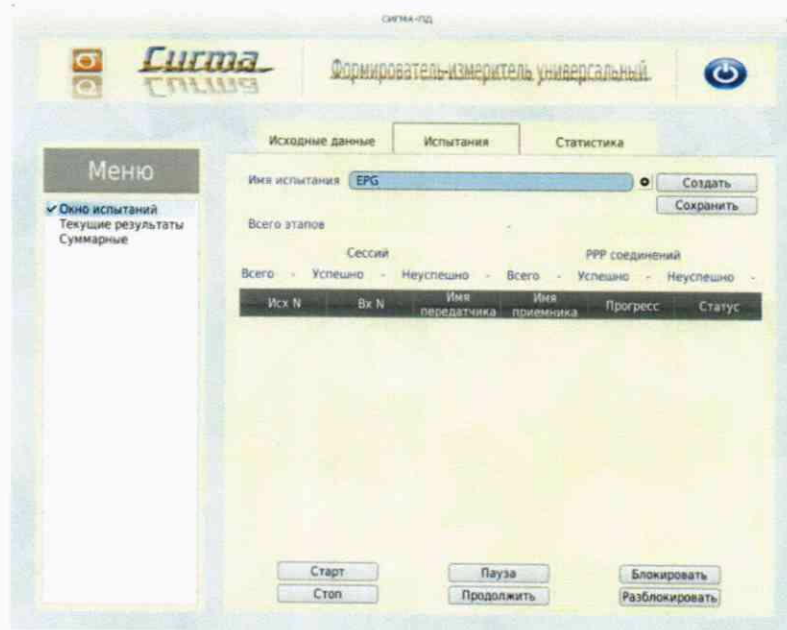 СИГМА-ПД
Сигма
Формирователь-измеритель универсальный
Исходные данные
Испытания
Статистика
Меню
Окно испытаний
Текущие результаты
Суммарные
Имя испытания
EPG
Создать
Сохранить
Всего этапов
-
Сессий
PPP соединений
Всего - Успешно - Неуспешно - Всего - Успешно - Неуспешно -
Исх N
Вх N
Имя передатчика
Имя приемника
Прогресс
Статус
Старт
Пауза
Блокировать
Стоп
Продолжить
Разблокировать